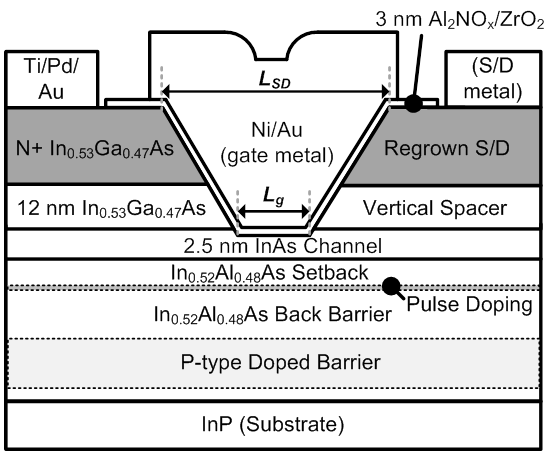 3 nm Al₂NOₓ/ZrO₂
Ti/Pd/
Au
L_SD
(S/D
metal)
Ni/Au
(gate metal)
N+ In₀.₅₃Ga₀.₄₇As
Regrown S/D
L_g
12 nm In₀.₅₃Ga₀.₄₇As
Vertical Spacer
2.5 nm InAs Channel
In₀.₅₂Al₀.₄₈As Setback
Pulse Doping
In₀.₅₂Al₀.₄₈As Back Barrier
P-type Doped Barrier
InP (Substrate)